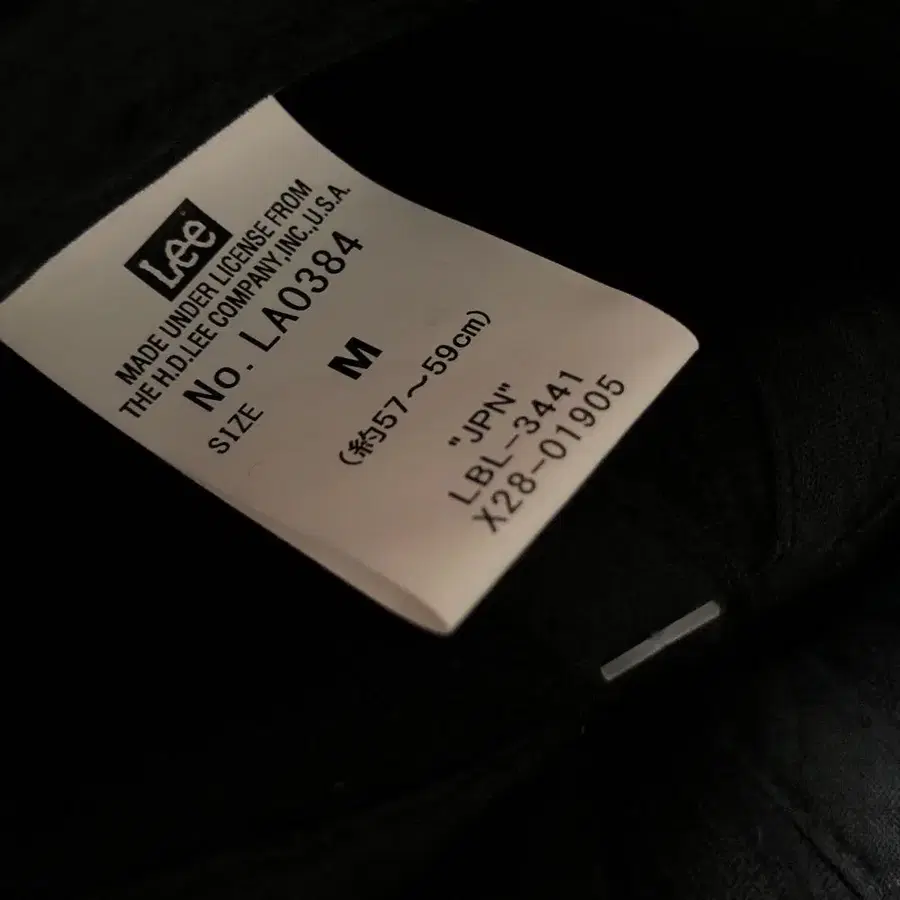 Lee
MADE UNDER LICENSE FROM
THE H.D.LEE COMPANY,INC.,U.S.A.
No. LA0384
SIZE M
(約57〜59cm)
"JPN"
LBL-3441
X28-01905